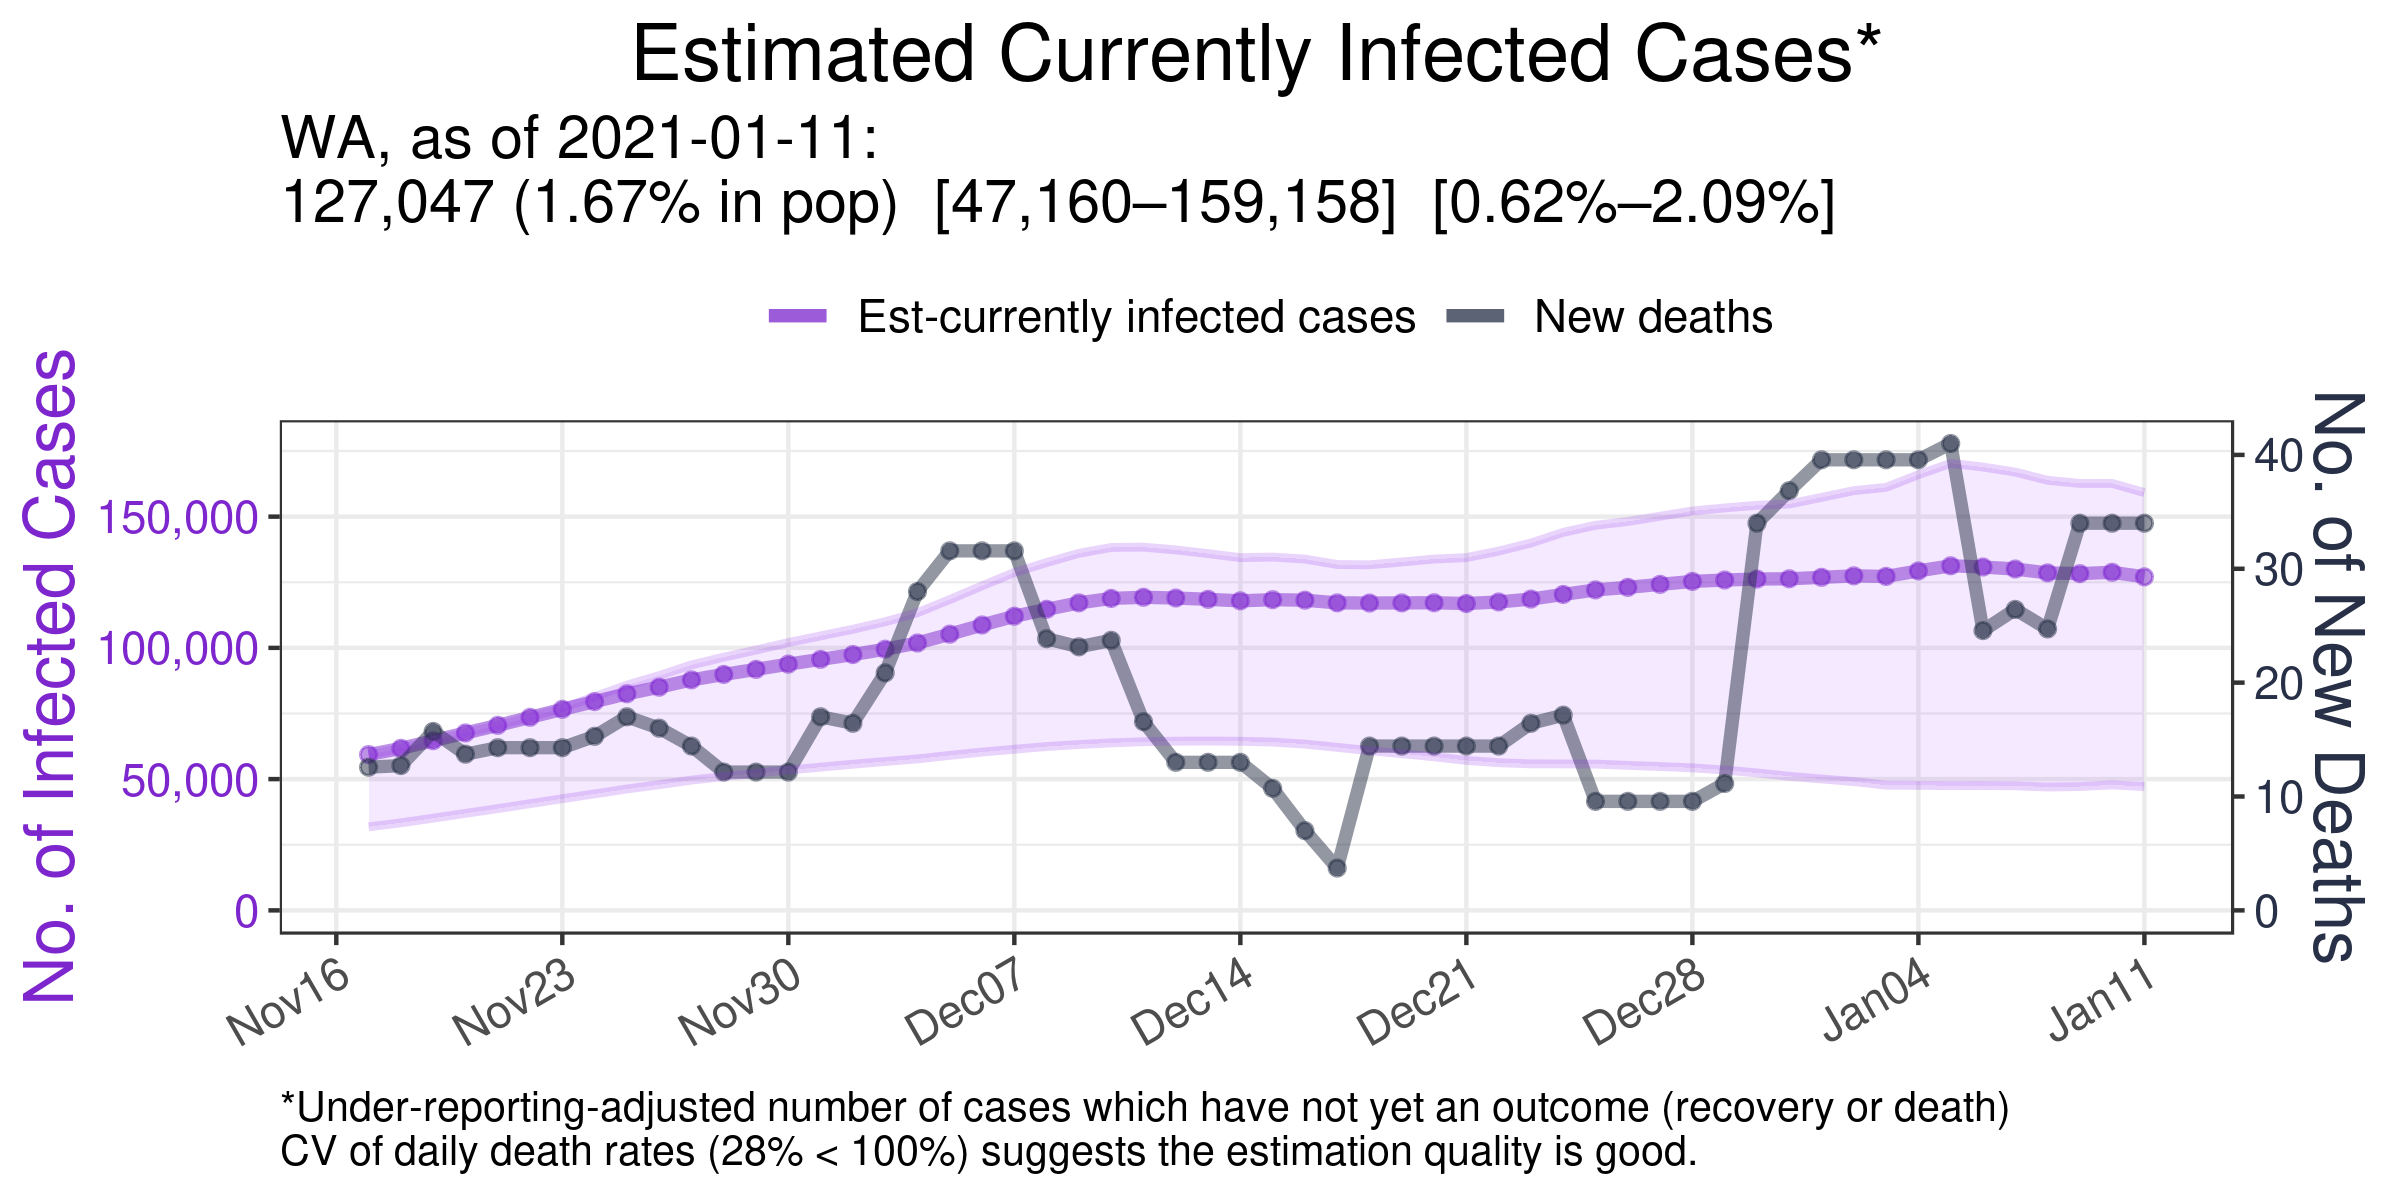 Estimated Currently Infected Cases*
WA, as of 2021-01-11:
127,047 (1.67% in pop)  [47,160–159,158]  [0.62%–2.09%]
Est-currently infected cases
New deaths
No. of Infected Cases
150,000
100,000
50,000
0
40
30
20
10
0
No. of New Deaths
Nov16
Nov23
Nov30
Dec07
Dec14
Dec21
Dec28
Jan04
Jan11
*Under-reporting-adjusted number of cases which have not yet an outcome (recovery or death)
CV of daily death rates (28% < 100%) suggests the estimation quality is good.